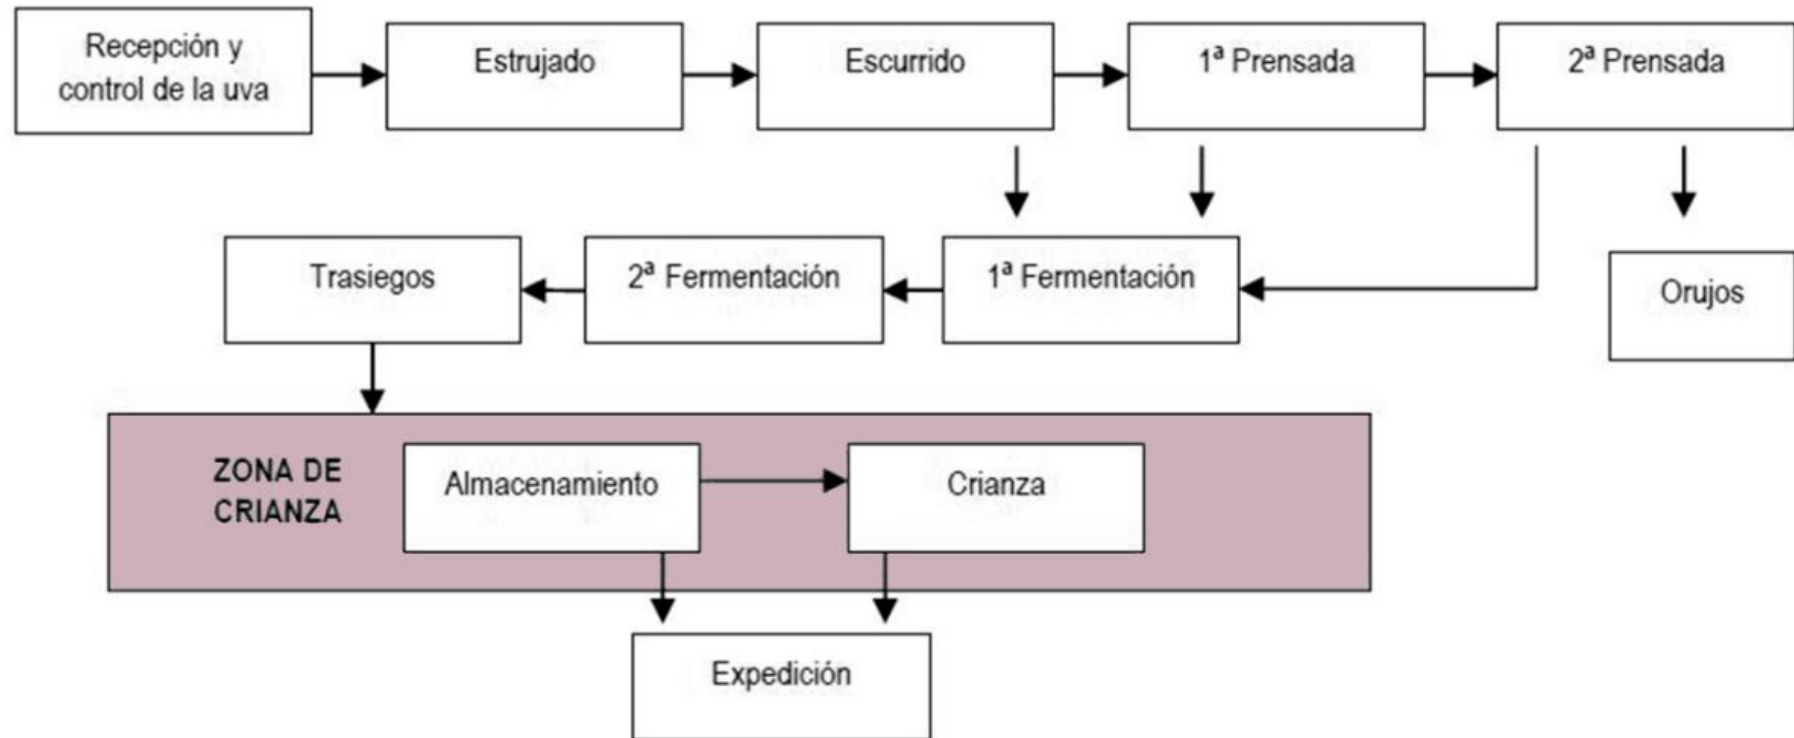 Recepción y
control de la uva
Estrujado
Escurrido
1ª Prensada
2ª Prensada
Trasiegos
2ª Fermentación
1ª Fermentación
Orujos
ZONA DE
CRIANZA
Almacenamiento
Crianza
Expedición